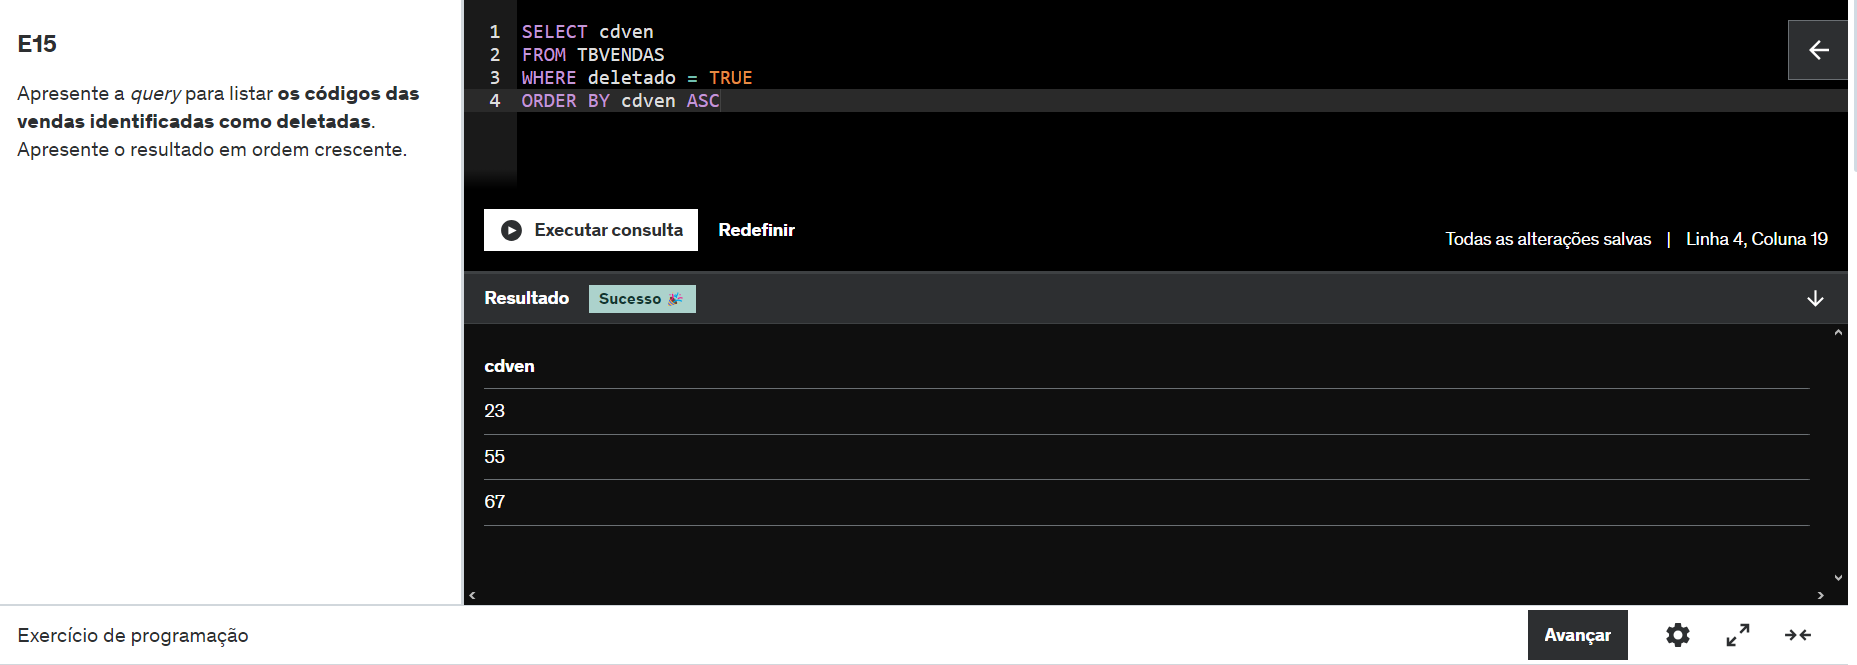 E15
Apresente a query para listar os códigos das
vendas identificadas como deletadas.
Apresente o resultado em ordem crescente.
1 SELECT cdven
2 FROM TBVENDAS
3 WHERE deletado = TRUE
4 ORDER BY cdven ASC
Executar consulta
Redefinir
Todas as alterações salvas | Linha 4, Coluna 19
Resultado
Sucesso 🎉
cdven
23
55
67
Exercício de programação
Avançar